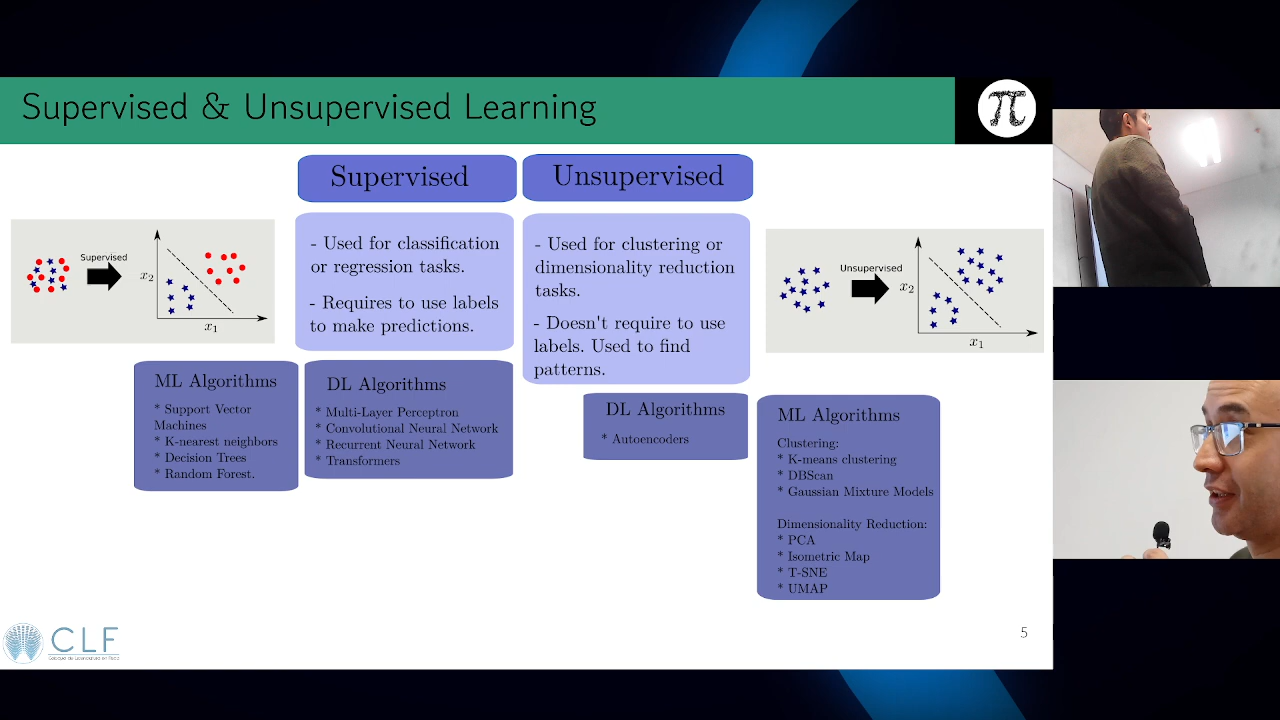 Supervised & Unsupervised Learning
π
Supervised
Unsupervised
Supervised
x₂
x₁
- Used for classification
or regression tasks.
- Requires to use labels
to make predictions.
- Used for clustering or
dimensionality reduction
tasks.
- Doesn't require to use
labels. Used to find
patterns.
Unsupervised
x₂
x₁
ML Algorithms
* Support Vector
Machines
* K-nearest neighbors
* Decision Trees
* Random Forest.
DL Algorithms
* Multi-Layer Perceptron
* Convolutional Neural Network
* Recurrent Neural Network
* Transformers
DL Algorithms
* Autoencoders
ML Algorithms
Clustering:
* K-means clustering
* DBScan
* Gaussian Mixture Models
Dimensionality Reduction:
* PCA
* Isometric Map
* T-SNE
* UMAP
5
CLF